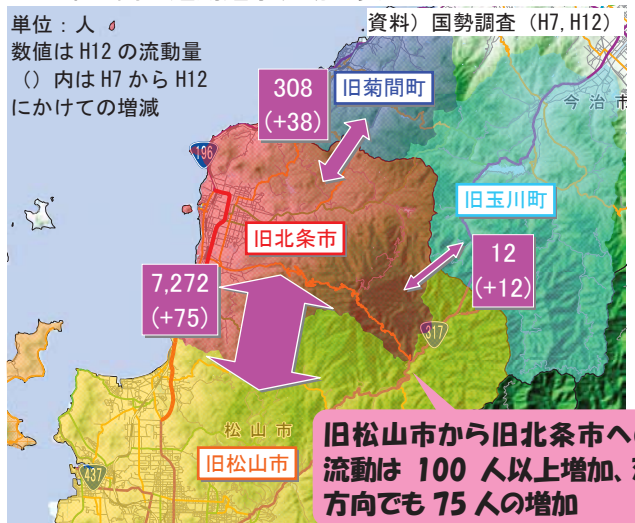 単位：人
資料）国勢調査（H7,H12）
数値は H12 の流動量
（）内は H7 から H12
にかけての増減
308
(+38)
旧菊間町
今治市
196
旧玉川町
旧北条市
12
(+12)
7,272
(+75)
317
松山市
旧松山市
437
旧松山市から旧北条市への
流動は 100 人以上増加、
方向でも 75 人の増加